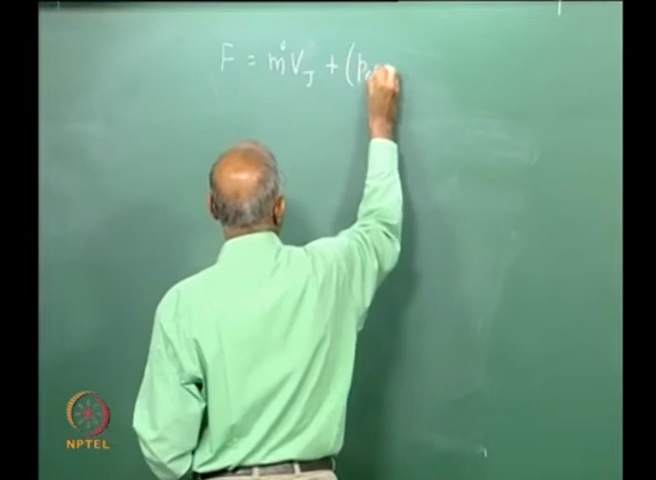 F = ṁV_J + (p
NPTEL